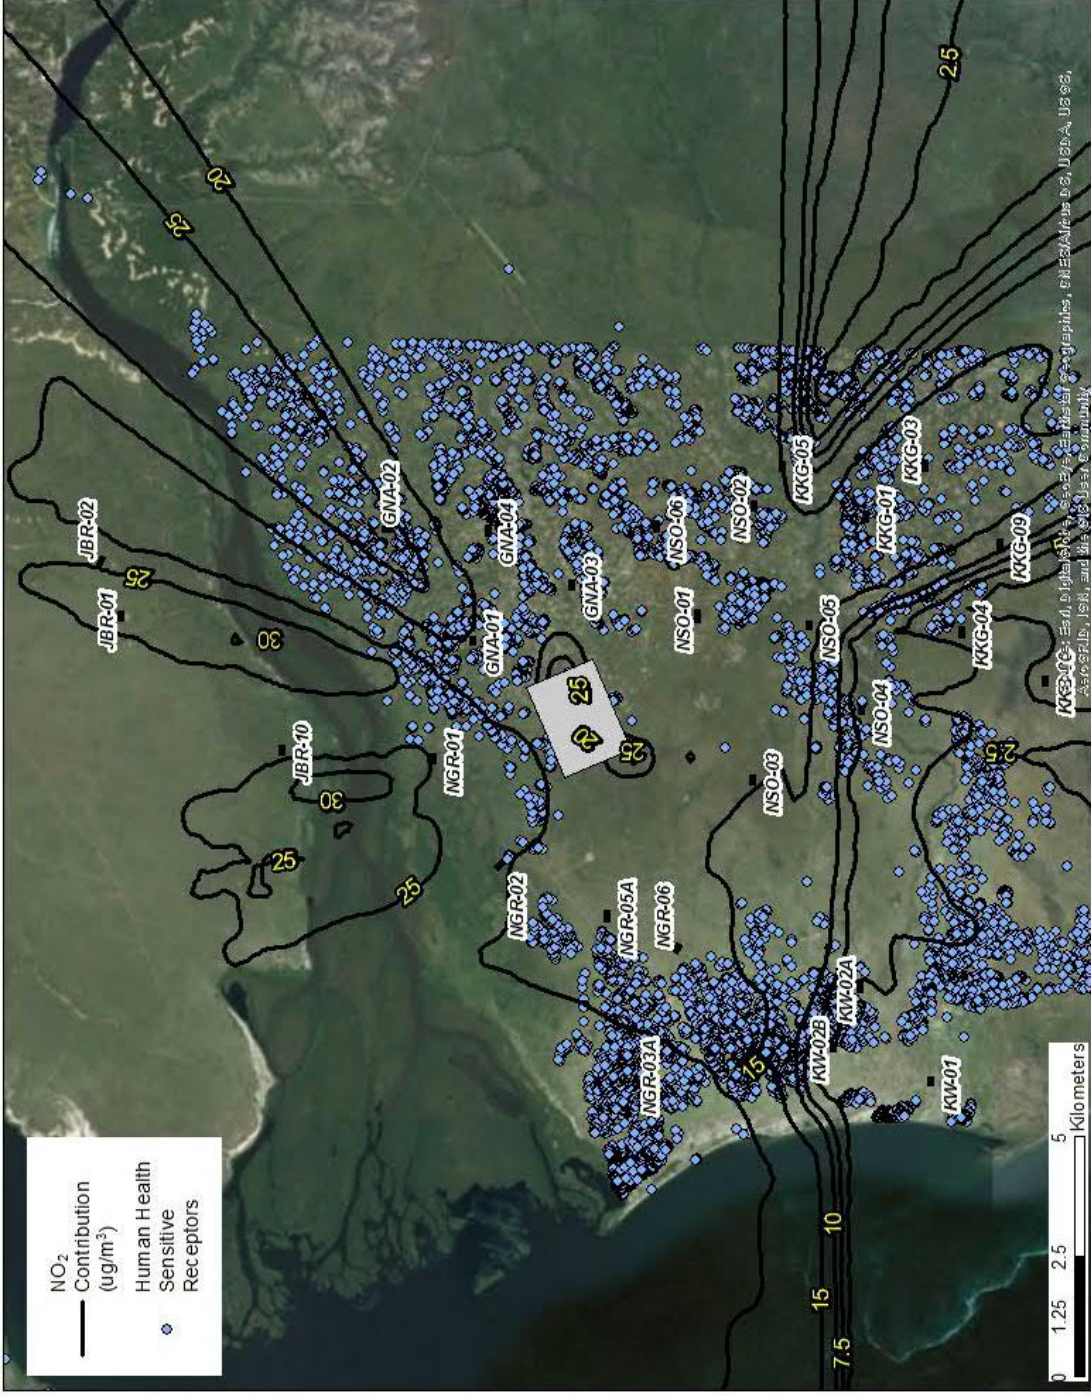 NO₂
Contribution
(ug/m³)
Human Health
Sensitive
Receptors
JBR-01
JBR-02
25
30
JBR-10
30
25
25
25
20
NGR-01
NGR-02
GNA-01
GNA-02
GNA-03
GNA-04
25
20
25
NGR-03A
NGR-05A
NGR-06
NSO-01
NSO-02
NSO-03
NSO-04
NSO-05
NSO-06
KKG-01
KKG-03
KKG-04
KKG-05
KKG-09
KW-01
KW-02A
KW-02B
15
15
10
7.5
2.5
2.5
0 1.25 2.5 5
Kilometers